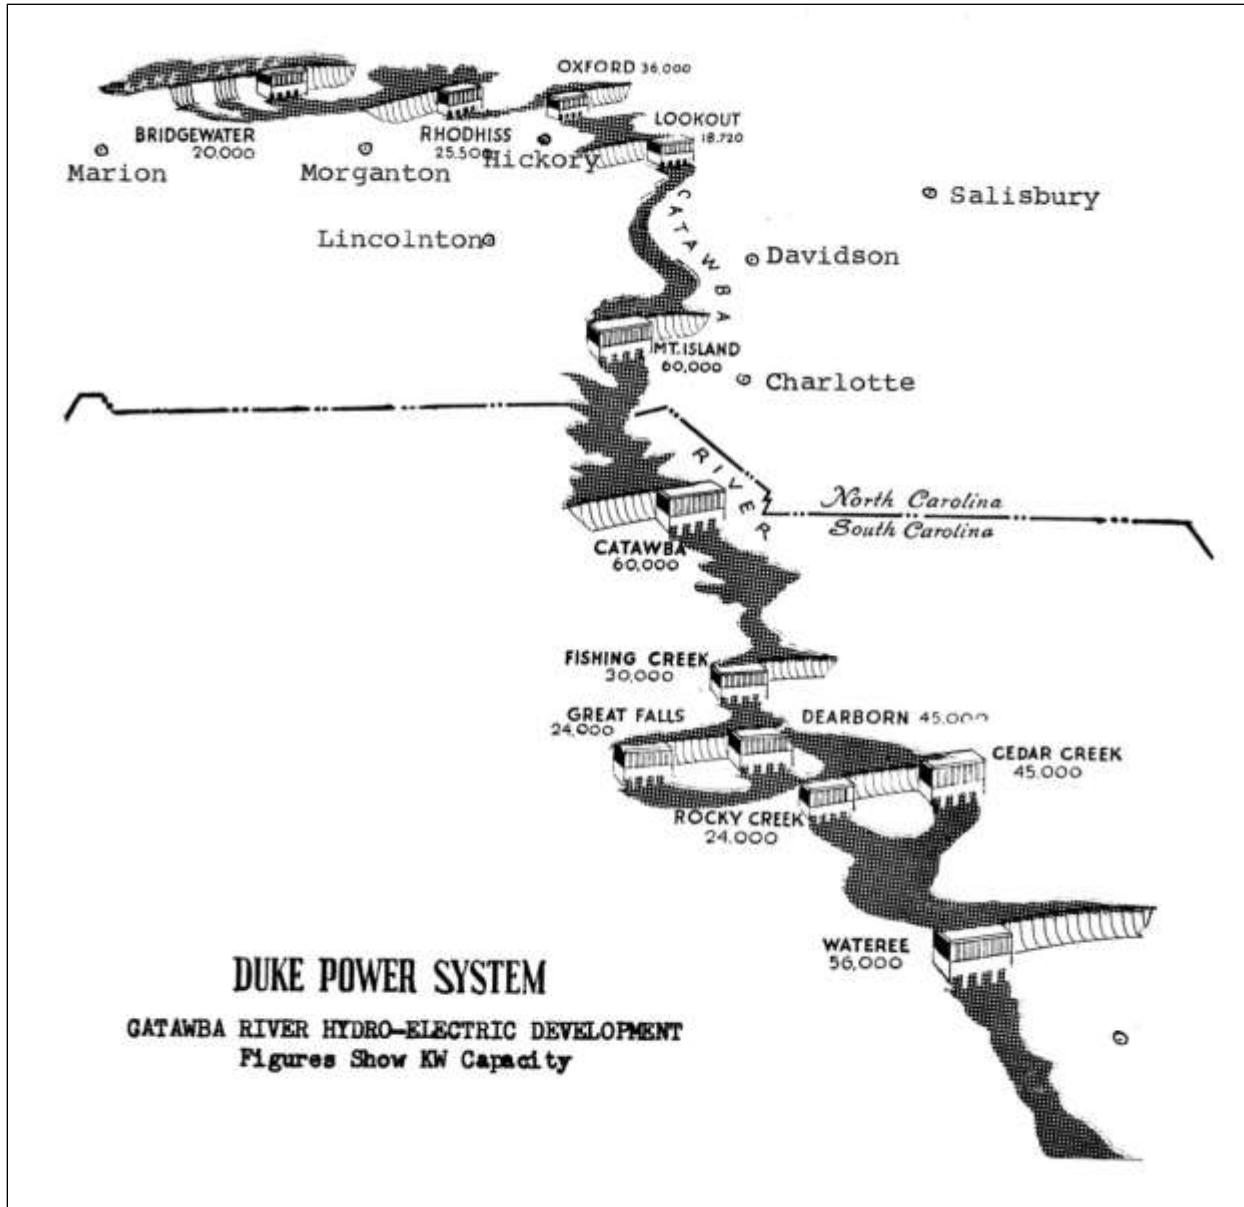 OXFORD 36,000
LOOKOUT
18,720
BRIDGEWATER
20,000
RHODHISS
25,500
Hickory
Marion
Morganton
Lincolnton
Salisbury
Davidson
CATAWBA
MT. ISLAND
60,000
Charlotte
RIVER
North Carolina
South Carolina
CATAWBA
60,000
FISHING CREEK
30,000
GREAT FALLS
24,000
DEARBORN 45,000
CEDAR CREEK
45,000
ROCKY CREEK
24,000
WATEREE
56,000
DUKE POWER SYSTEM
CATAWBA RIVER HYDRO-ELECTRIC DEVELOPMENT
Figures Show KW Capacity